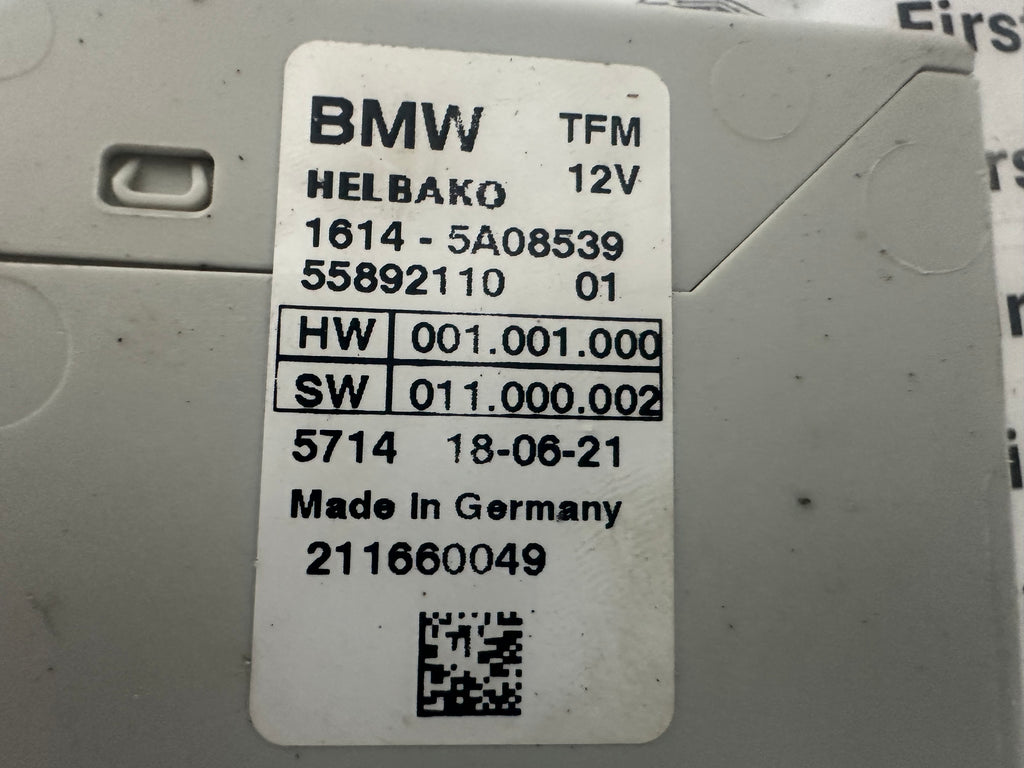 BMW TFM
HELBAKO 12V
1614 - 5A08539
55892110 01
HW 001.001.000
SW 011.000.002
5714 18-06-21
Made In Germany
211660049
First